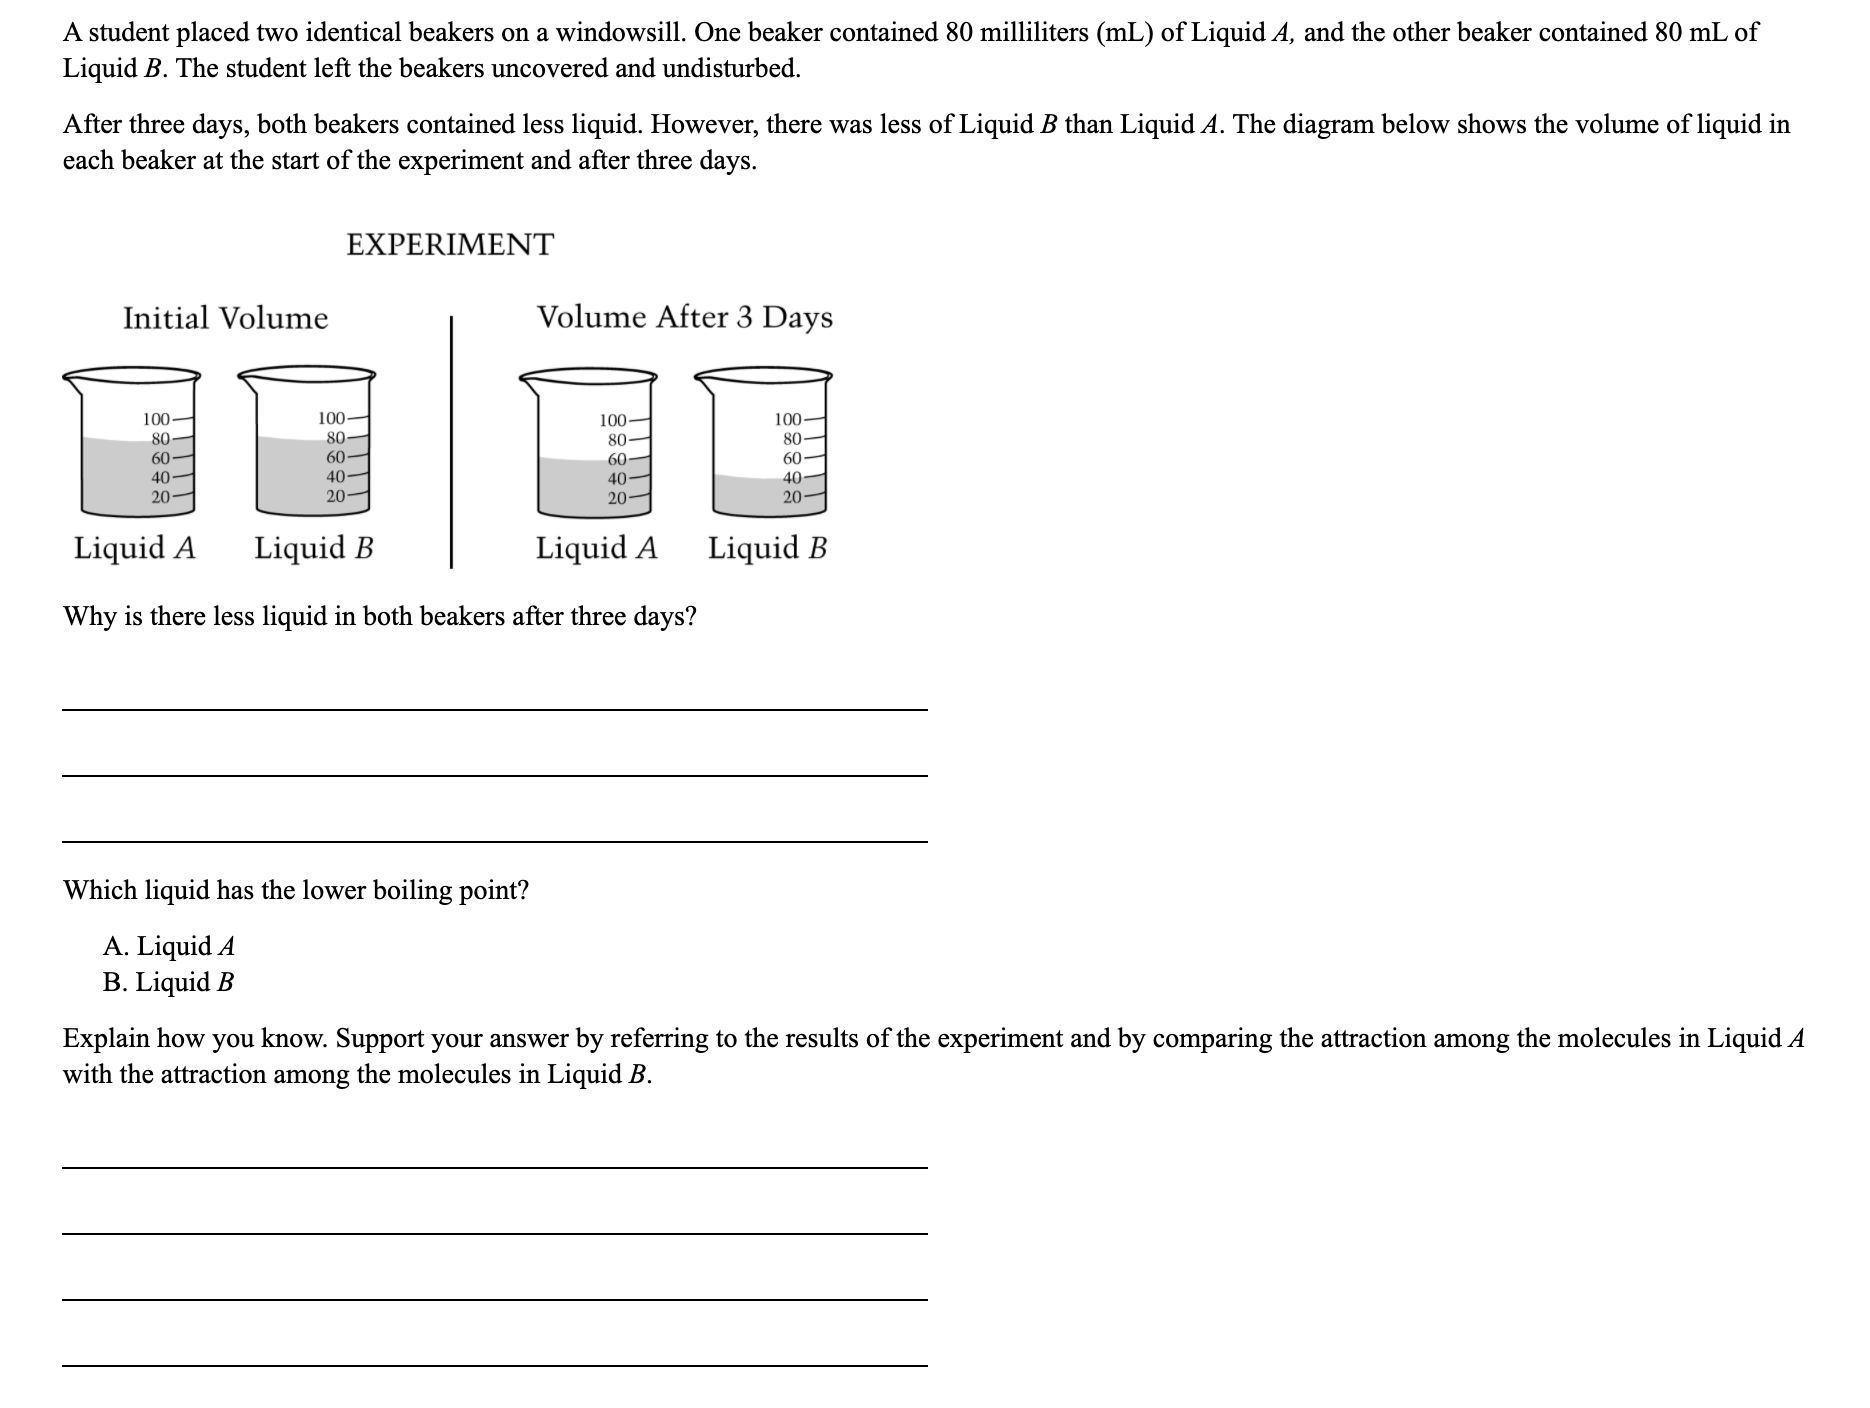 A student placed two identical beakers on a windowsill. One beaker contained 80 milliliters (mL) of Liquid A, and the other beaker contained 80 mL of
Liquid B. The student left the beakers uncovered and undisturbed.
After three days, both beakers contained less liquid. However, there was less of Liquid B than Liquid A. The diagram below shows the volume of liquid in
each beaker at the start of the experiment and after three days.
EXPERIMENT
Initial Volume
100
80
60
40
20
Liquid A
100
80
60
40
20
Liquid B
Volume After 3 Days
100
80
60
40
20
Liquid A
100
80
60
40
20
Liquid B
Why is there less liquid in both beakers after three days?
Which liquid has the lower boiling point?
A. Liquid A
B. Liquid B
Explain how you know. Support your answer by referring to the results of the experiment and by comparing the attraction among the molecules in Liquid A
with the attraction among the molecules in Liquid B.